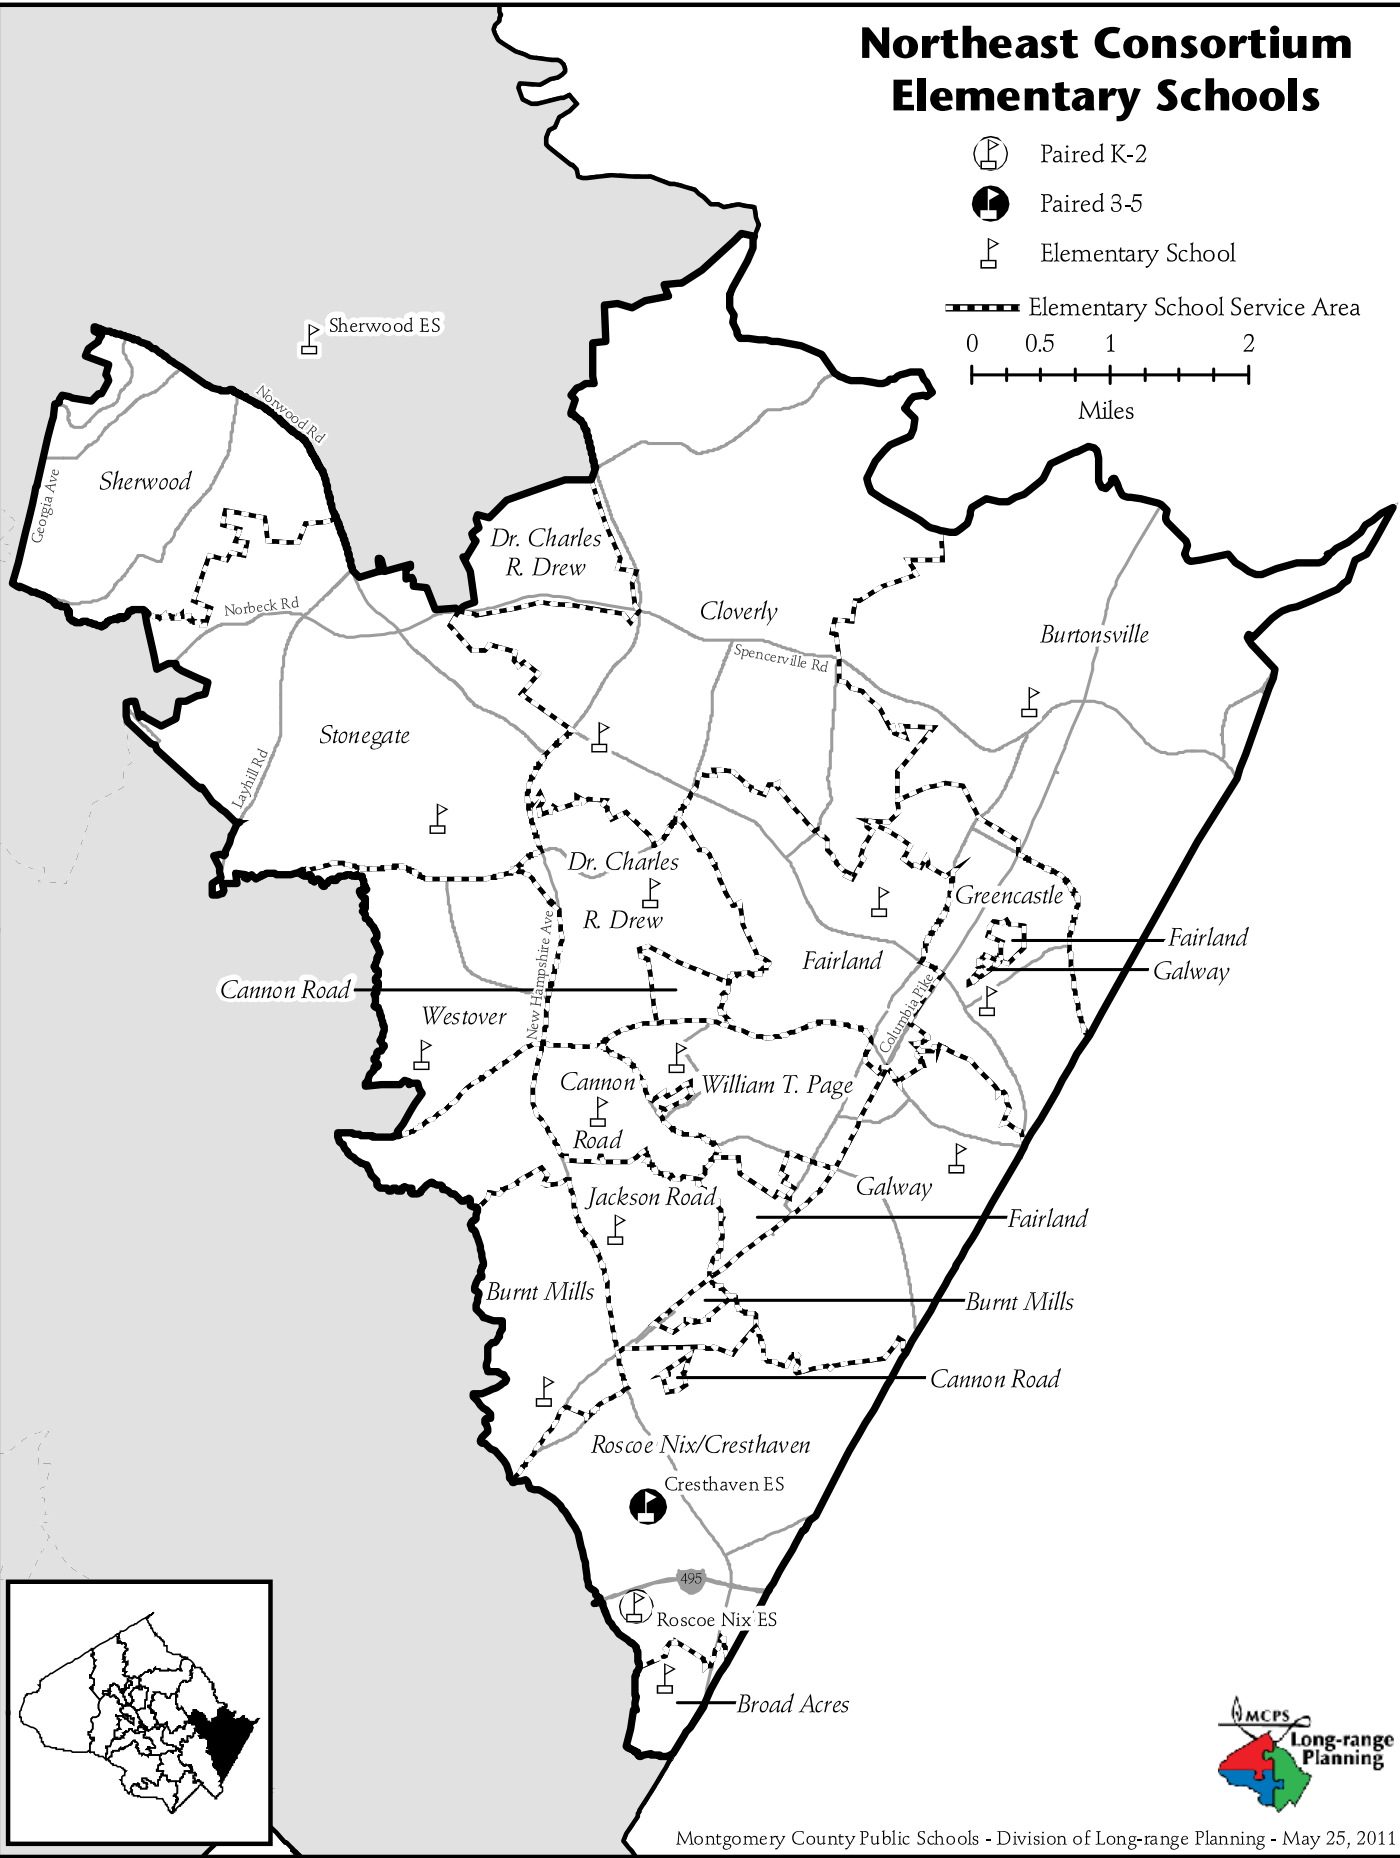 Northeast Consortium
Elementary Schools
Paired K-2
Paired 3-5
Elementary School
Elementary School Service Area
0 0.5 1 2
Miles
Sherwood ES
Norwood Rd
Sherwood
Georgia Ave
Dr. Charles
R. Drew
Norbeck Rd
Cloverly
Spencerville Rd
Burtonsville
Stonegate
Layhill Rd
Dr. Charles
R. Drew
Greencastle
Fairland
Fairland
Galway
New Hampshire Ave
Cannon Road
Westover
Columbia Pike
Cannon
Road
William T. Page
Galway
Jackson Road
Fairland
Burnt Mills
Burnt Mills
Cannon Road
Roscoe Nix/Cresthaven
Cresthaven ES
495
Roscoe Nix ES
Broad Acres
MCPS
Long-range
Planning
Montgomery County Public Schools - Division of Long-range Planning - May 25, 2011